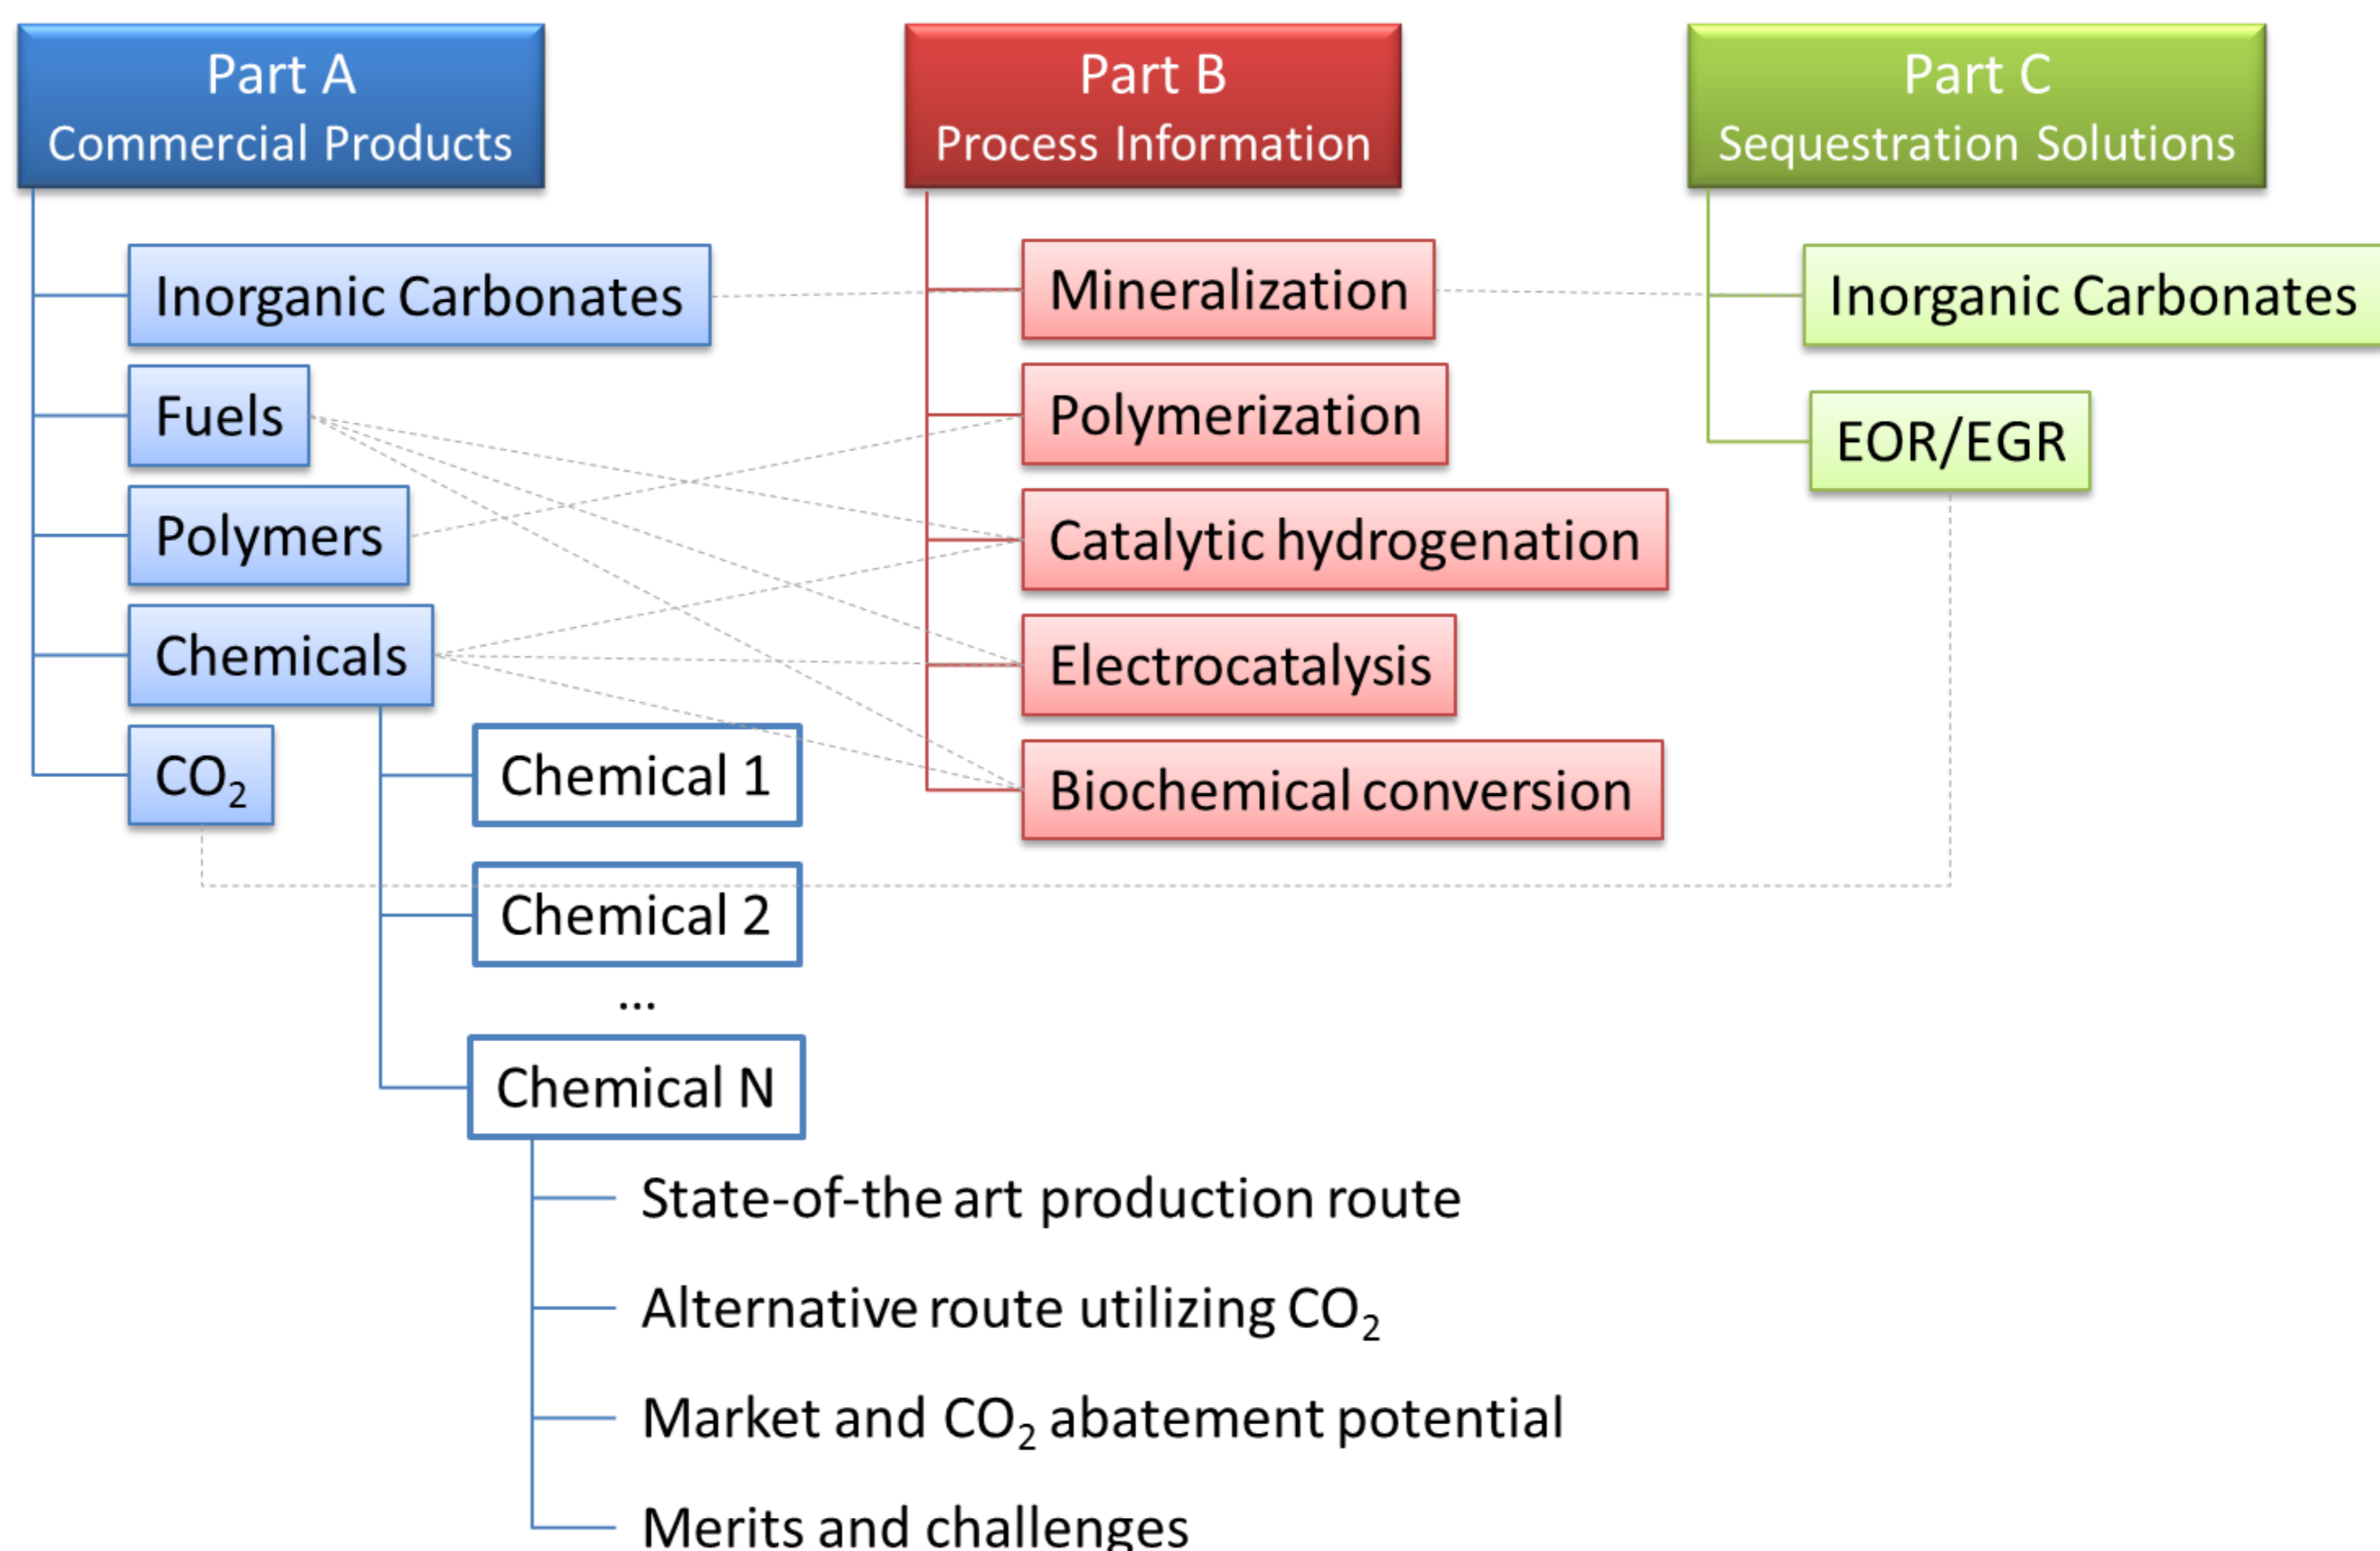 Part A
Commercial Products
Inorganic Carbonates
Fuels
Polymers
Chemicals
CO₂
Chemical 1
Chemical 2
...
Chemical N
State-of-the art production route
Alternative route utilizing CO₂
Market and CO₂ abatement potential
Merits and challenges
Part B
Process Information
Mineralization
Polymerization
Catalytic hydrogenation
Electrocatalysis
Biochemical conversion
Part C
Sequestration Solutions
Inorganic Carbonates
EOR/EGR